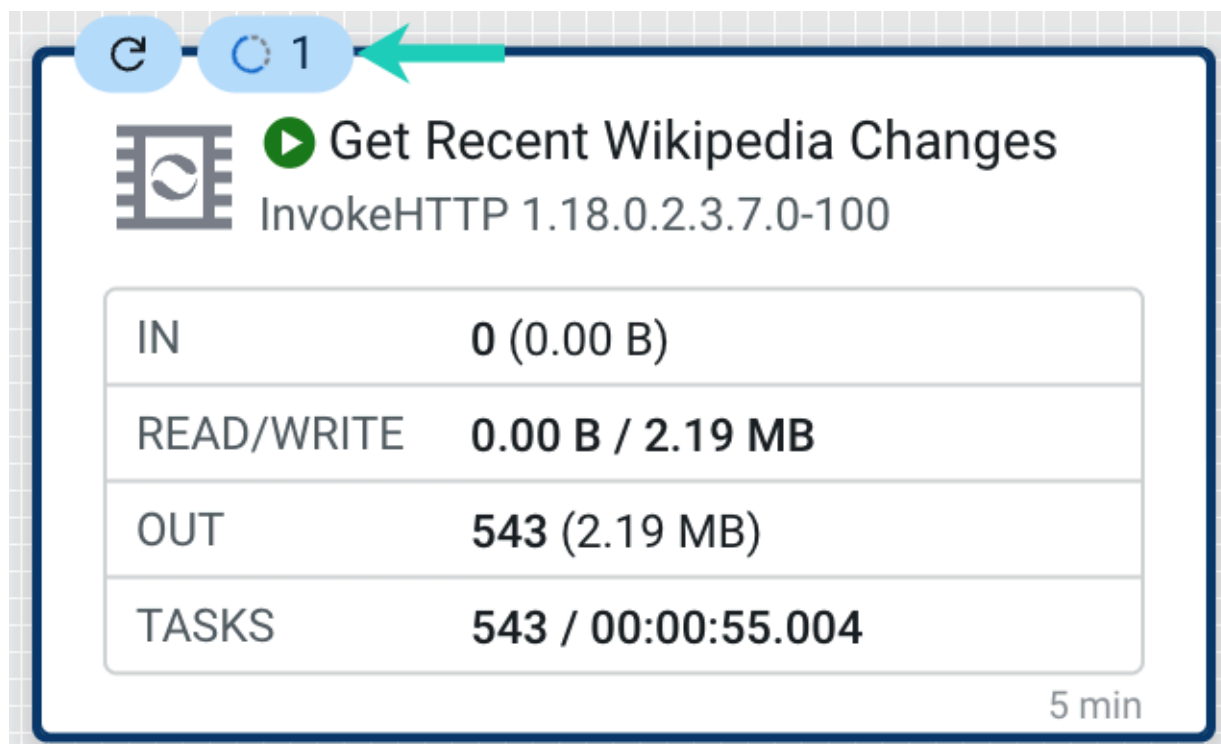 1
Get Recent Wikipedia Changes
InvokeHTTP 1.18.0.2.3.7.0-100
IN 0 (0.00 B)
READ/WRITE 0.00 B / 2.19 MB
OUT 543 (2.19 MB)
TASKS 543 / 00:00:55.004
5 min